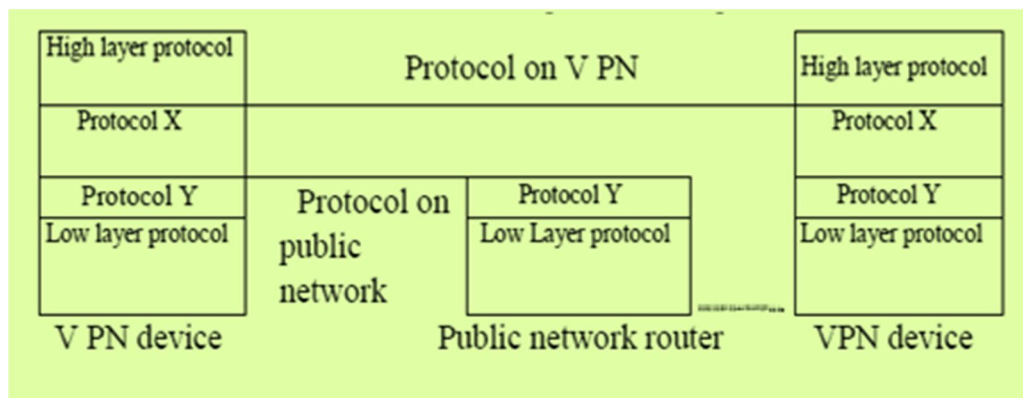 High layer protocol
Protocol on V PN
High layer protocol
Protocol X
Protocol X
Protocol Y
Protocol on
public
network
Protocol Y
Protocol Y
Low layer protocol
Low Layer protocol
Low layer protocol
V PN device
Public network router
VPN device